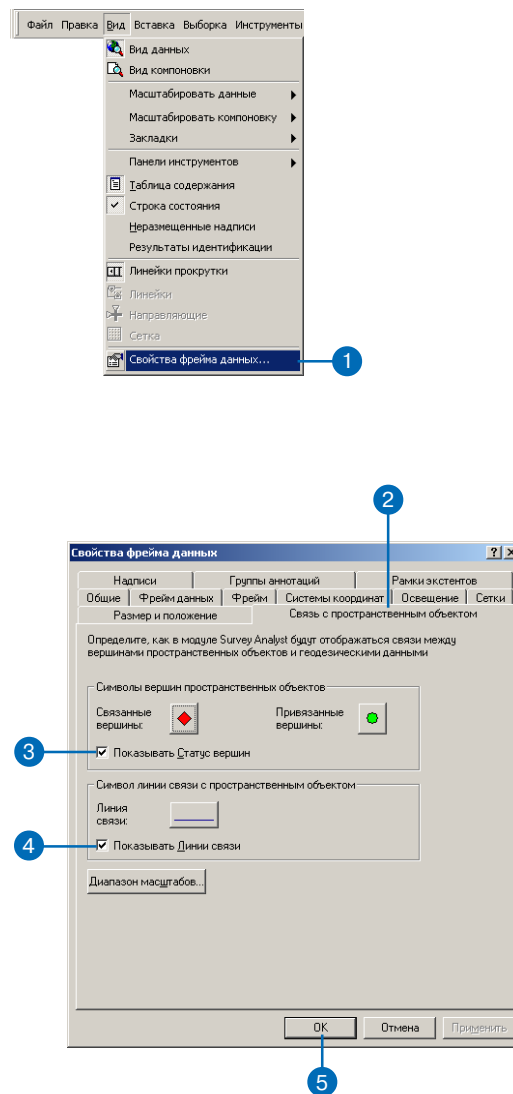 Файл Правка Вид Вставка Выборка Инструменты
Вид данных
Вид компоновки
Масштабировать данные
Масштабировать компоновку
Закладки
Панели инструментов
Таблица содержания
Строка состояния
Неразмещенные надписи
Результаты идентификации
Линейки прокрутки
Линейки
Направляющие
Сетка
Свойства фрейма данных...
1
2
Свойства фрейма данных
Надписи Группы аннотаций Рамки экстентов
Общие Фрейм данных Фрейм Системы координат Освещение Сетки
Размер и положение Связь с пространственным объектом
Определите, как в модуле Survey Analyst будут отображаться связи между
вершинами пространственных объектов и геодезическими данными
Символы вершин пространственных объектов
Связанные вершины:
Привязанные вершины:
3
Показывать Статус вершин
Символ линии связи с пространственным объектом
Линия связи:
4
Показывать Линии связи
Диапазон масштабов...
OK Отмена Применить
5